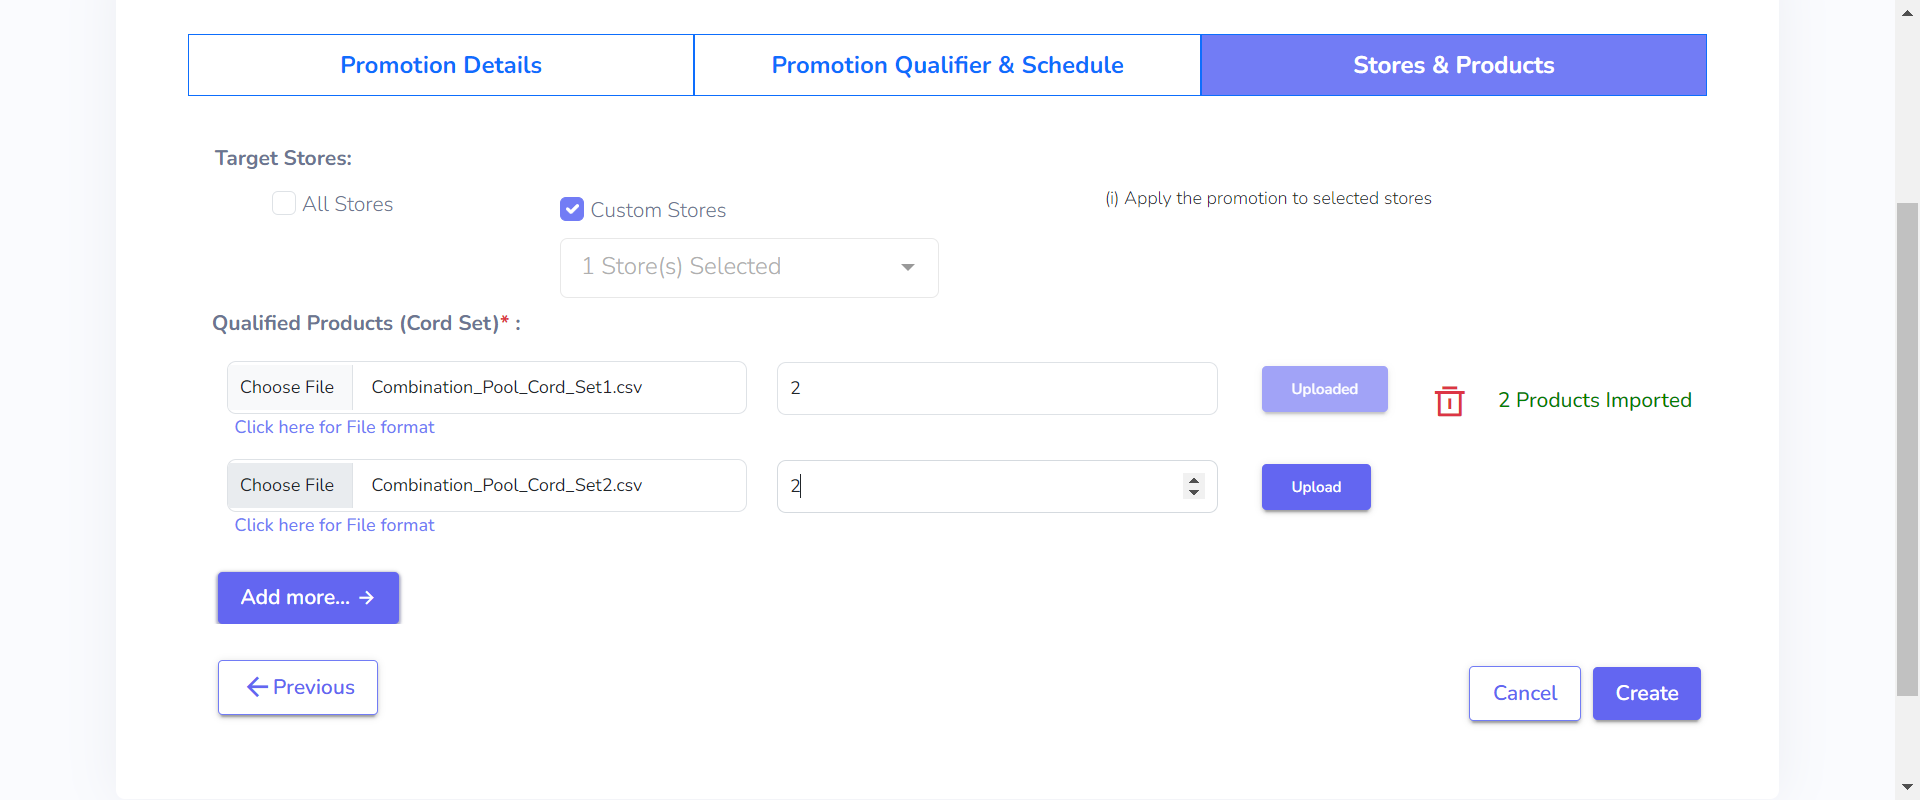 Promotion Details
Promotion Qualifier & Schedule
Stores & Products
Target Stores:
All Stores
Custom Stores
(i) Apply the promotion to selected stores
1 Store(s) Selected
Qualified Products (Cord Set)* :
Choose File Combination_Pool_Cord_Set1.csv
2
Uploaded
2 Products Imported
Click here for File format
Choose File Combination_Pool_Cord_Set2.csv
2
Upload
Click here for File format
Add more... →
Previous
Cancel
Create